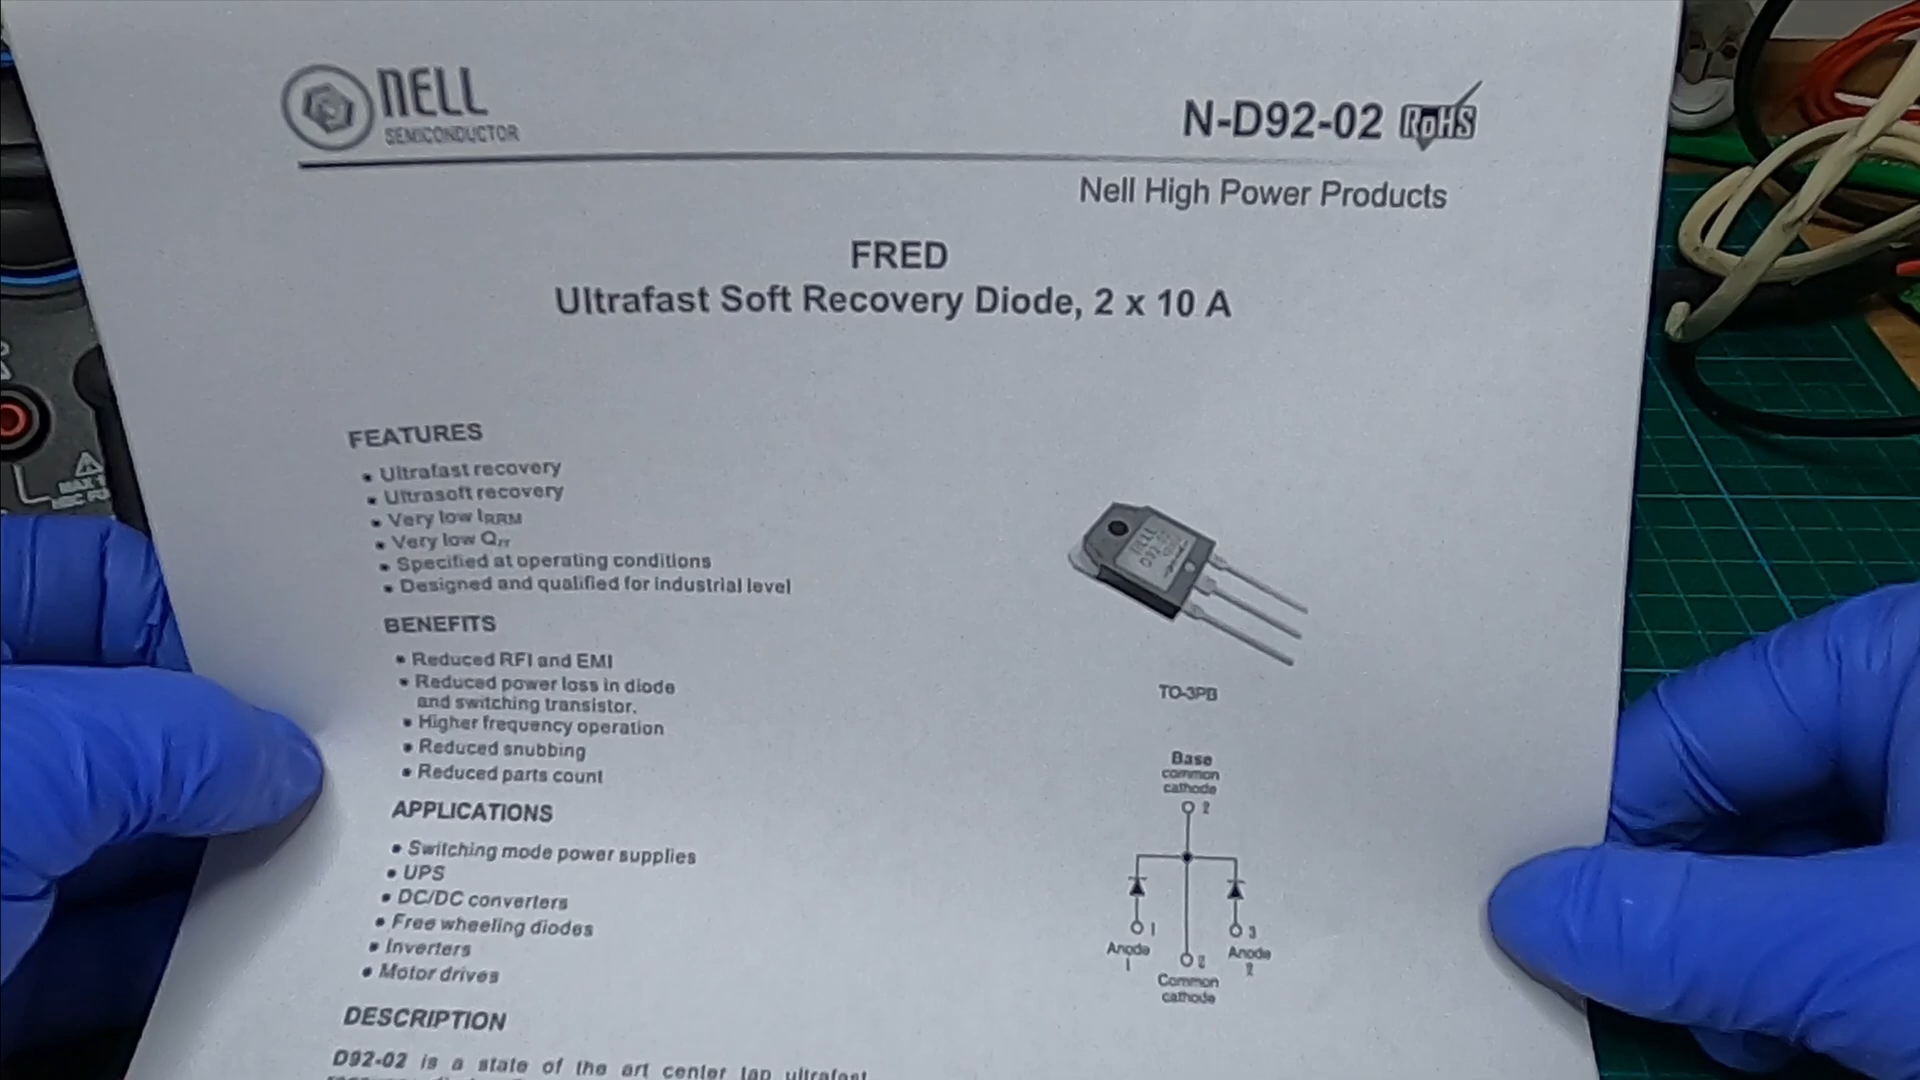 NELL
SEMICONDUCTOR
N-D92-02 RoHS
Nell High Power Products
FRED
Ultrafast Soft Recovery Diode, 2 x 10 A
FEATURES
• Ultrafast recovery
• Ultrasoft recovery
• Very low IRRM
• Very low Qrr
• Specified at operating conditions
• Designed and qualified for industrial level
BENEFITS
• Reduced RFI and EMI
• Reduced power loss in diode
and switching transistor.
• Higher frequency operation
• Reduced snubbing
• Reduced parts count
APPLICATIONS
• Switching mode power supplies
• UPS
• DC/DC converters
• Free wheeling diodes
• Inverters
• Motor drives
DESCRIPTION
D92-02 is a state of the art center tap ultrafast
NELL
D92-02
TO-3PB
Base
common
cathode
2
1
3
Anode
1
2
Anode
2
Common
cathode
MAX